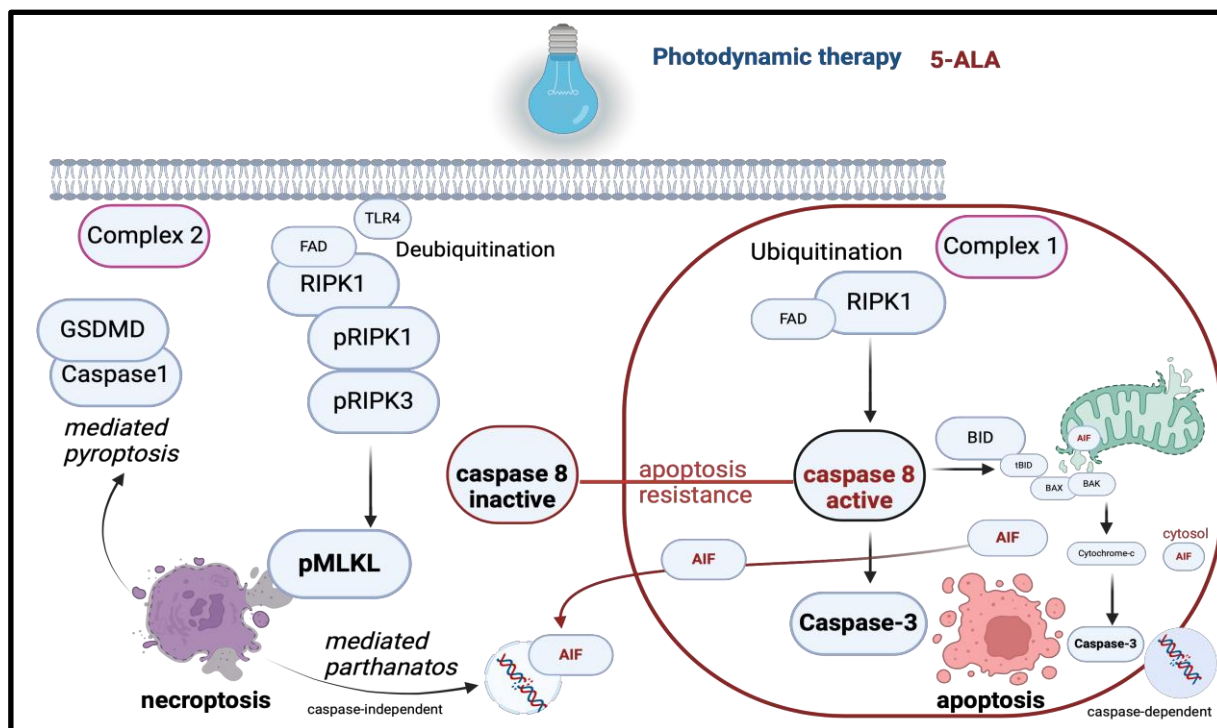 Photodynamic therapy 5-ALA
Complex 2
TLR4
FAD
Deubiquitination
RIPK1
pRIPK1
pRIPK3
GSDMD
Caspase1
mediated
pyroptosis
pMLKL
necroptosis
mediated
parthanatos
caspase-independent
AIF
AIF
caspase 8
inactive
apoptosis
resistance
Ubiquitination
Complex 1
RIPK1
FAD
caspase 8
active
BID
tBID
BAX
BAK
AIF
Cytochrome-c
cytosol
AIF
AIF
Caspase-3
Caspase-3
apoptosis
caspase-dependent